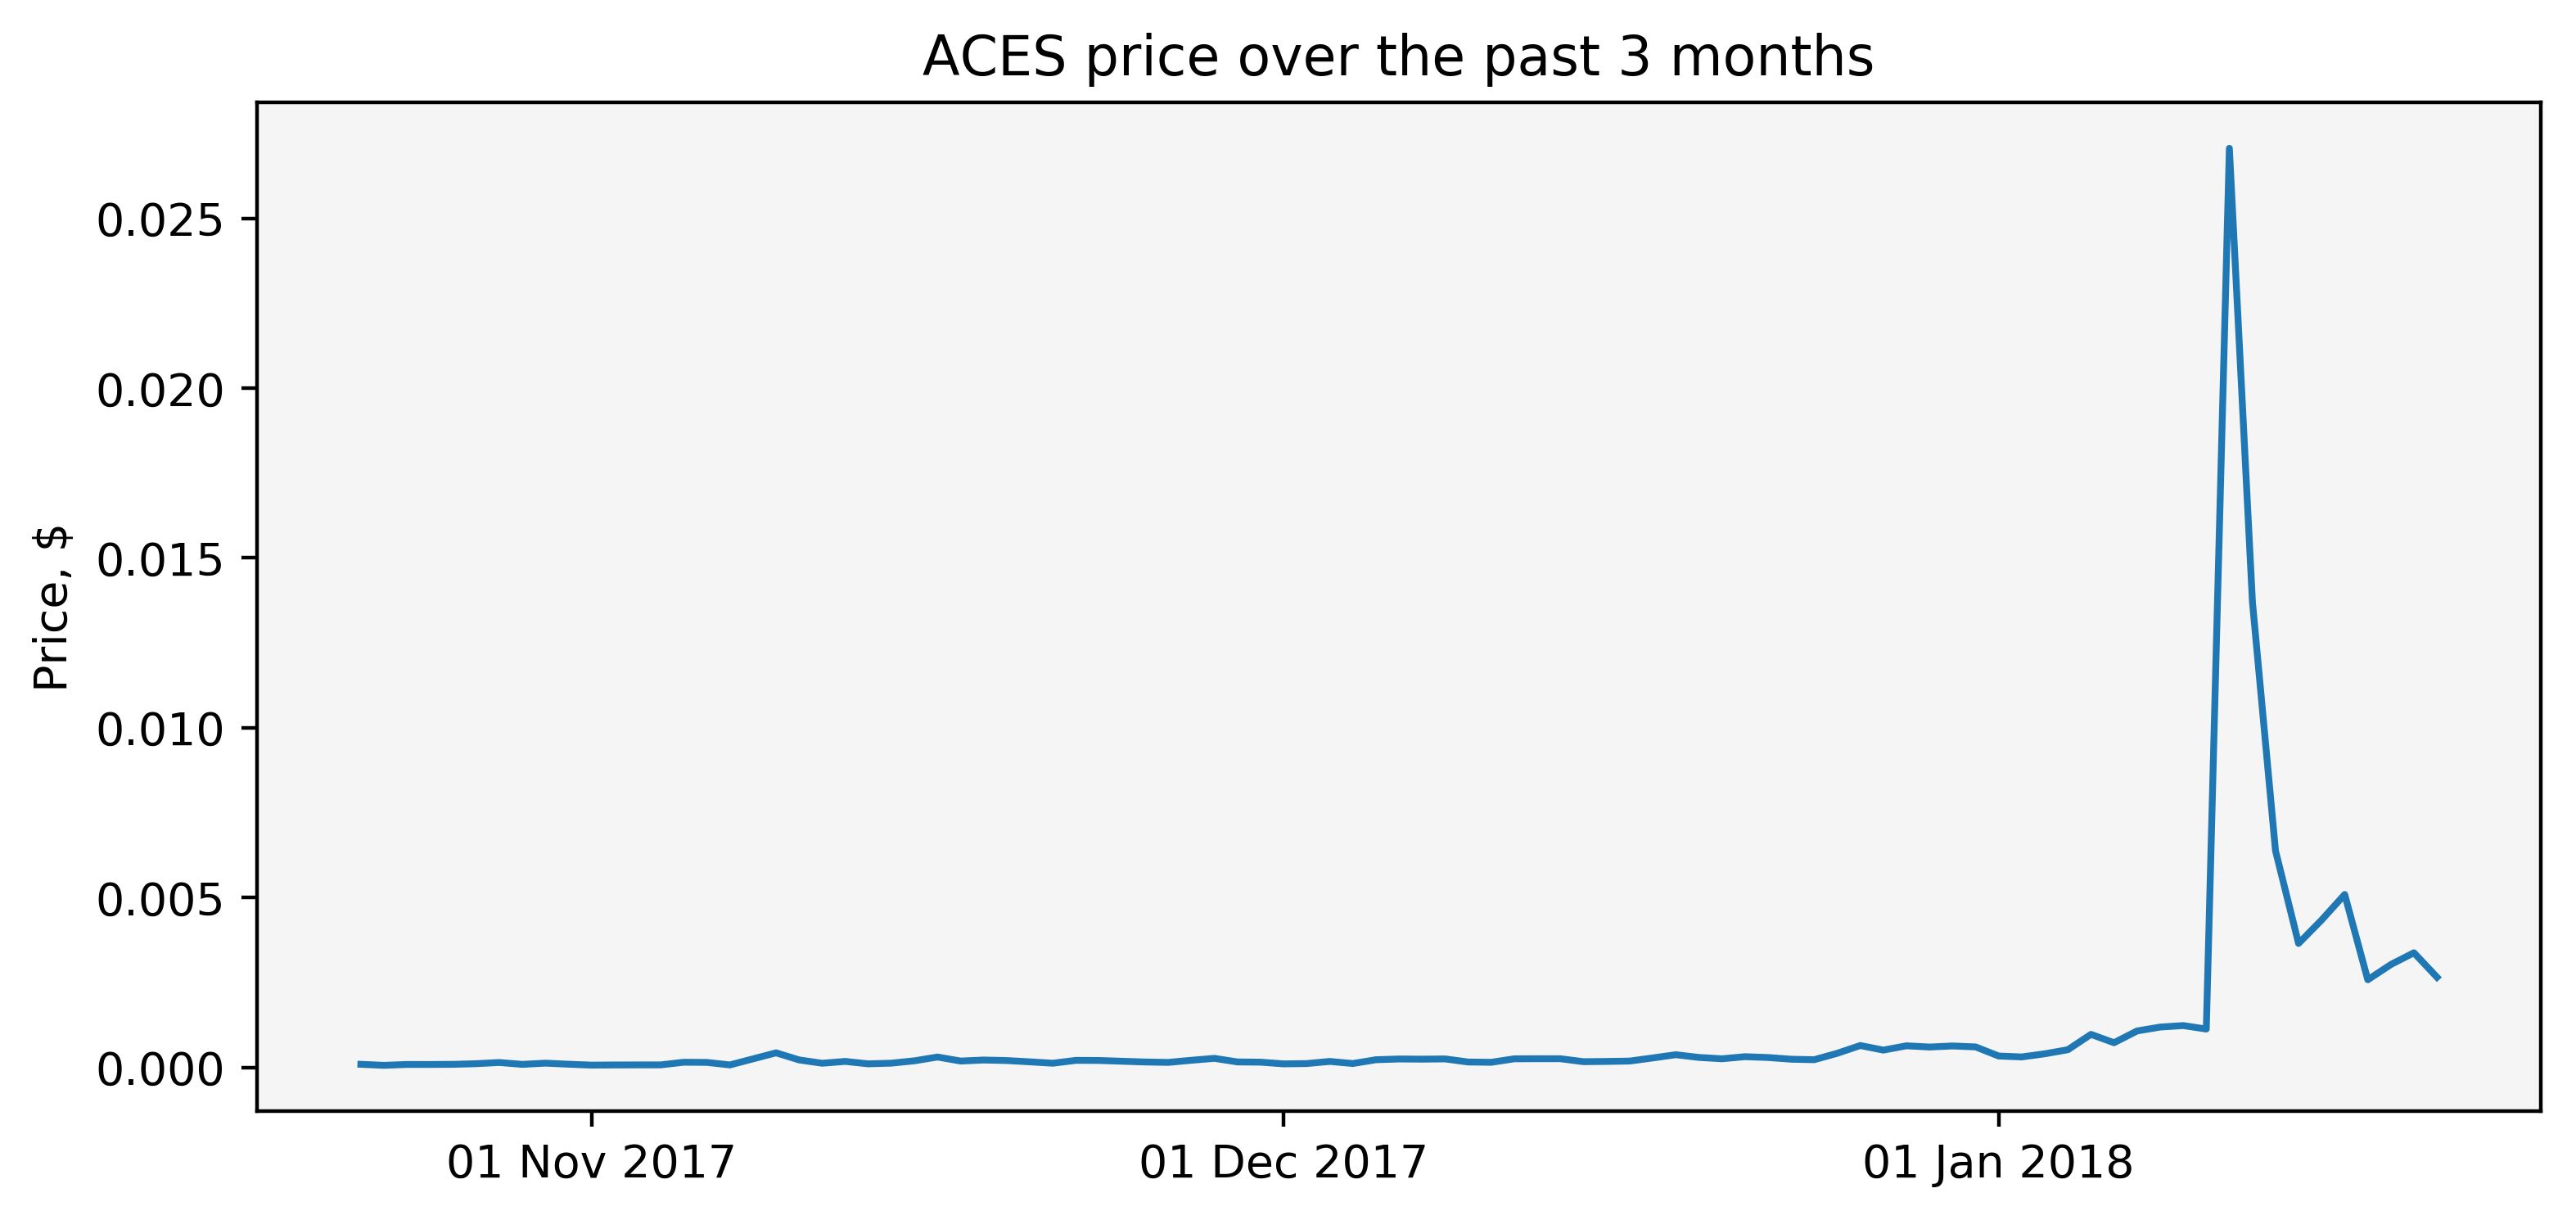 ACES price over the past 3 months
Price, $
0.025
0.020
0.015
0.010
0.005
0.000
01 Nov 2017
01 Dec 2017
01 Jan 2018